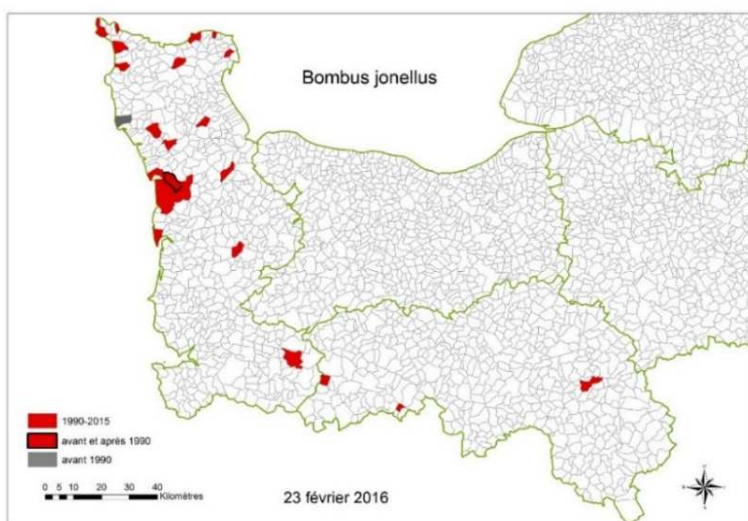 Bombus jonellus
1990-2015
avant et après 1990
avant 1990
0 5 10 20 30 40
Kilomètres
23 février 2016